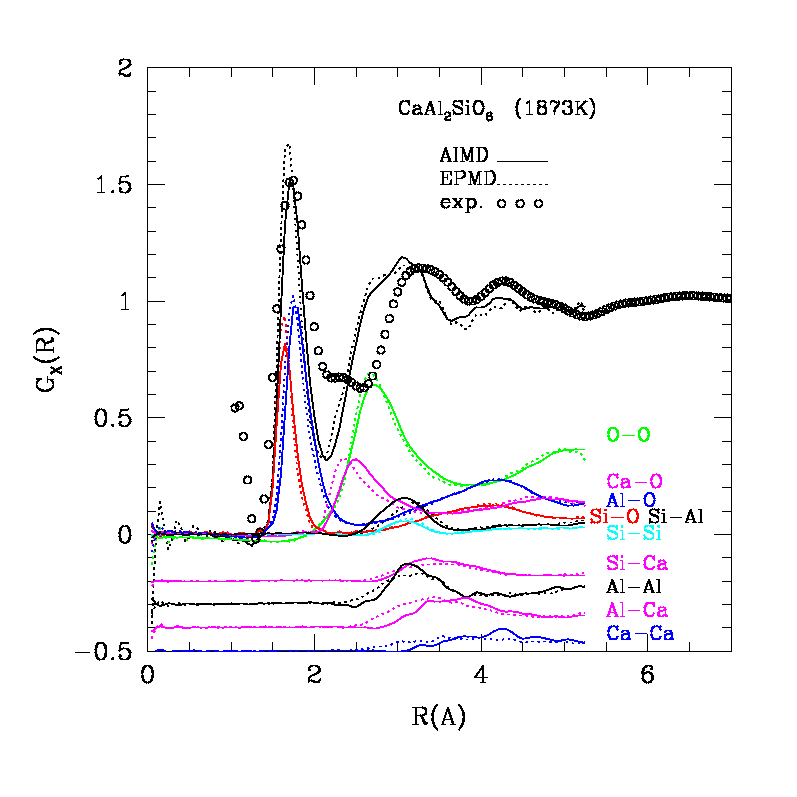 CaAl₂SiO₆ (1873K)
AIMD
EPMD
exp.
2
1.5
1
0.5
0
−0.5
Gₓ(R)
O−O
Ca−O
Al−O
Si−O Si−Al
Si−Si
Si−Ca
Al−Al
Al−Ca
Ca−Ca
0 2 4 6
R(A)